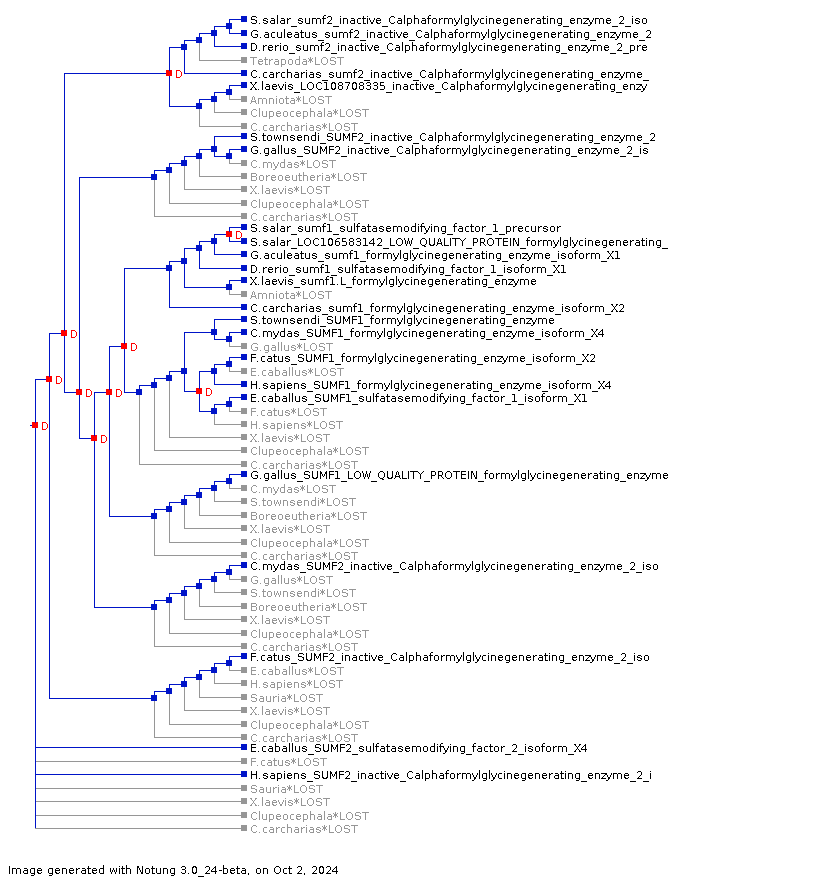 S.salar_sumf2_inactive_Calphaformylglycinegenerating_enzyme_2_iso
G.aculeatus_sumf2_inactive_Calphaformylglycinegenerating_enzyme_2
D.rerio_sumf2_inactive_Calphaformylglycinegenerating_enzyme_2_pre
Tetrapoda*LOST
D
C.carcharias_sumf2_inactive_Calphaformylglycinegenerating_enzyme_
X.laevis_LOC108708335_inactive_Calphaformylglycinegenerating_enzy
Amniota*LOST
Clupeocephala*LOST
C.carcharias*LOST
S.townsendi_SUMF2_inactive_Calphaformylglycinegenerating_enzyme_2
G.gallus_SUMF2_inactive_Calphaformylglycinegenerating_enzyme_2_is
C.mydas*LOST
Boreoeutheria*LOST
X.laevis*LOST
Clupeocephala*LOST
C.carcharias*LOST
S.salar_sumf1_sulfatasemodifying_factor_1_precursor
D
S.salar_LOC106583142_LOW_QUALITY_PROTEIN_formylglycinegenerating_
G.aculeatus_sumf1_formylglycinegenerating_enzyme_isoform_X1
D.rerio_sumf1_sulfatasemodifying_factor_1_isoform_X1
X.laevis_sumf1.L_formylglycinegenerating_enzyme
Amniota*LOST
C.carcharias_sumf1_formylglycinegenerating_enzyme_isoform_X2
S.townsendi_SUMF1_formylglycinegenerating_enzyme
D
C.mydas_SUMF1_formylglycinegenerating_enzyme_isoform_X4
D
G.gallus*LOST
F.catus_SUMF1_formylglycinegenerating_enzyme_isoform_X2
E.caballus*LOST
D
H.sapiens_SUMF1_formylglycinegenerating_enzyme_isoform_X4
D
D
D
E.caballus_SUMF1_sulfatasemodifying_factor_1_isoform_X1
F.catus*LOST
D
H.sapiens*LOST
D
X.laevis*LOST
Clupeocephala*LOST
C.carcharias*LOST
G.gallus_SUMF1_LOW_QUALITY_PROTEIN_formylglycinegenerating_enzyme
C.mydas*LOST
S.townsendi*LOST
Boreoeutheria*LOST
X.laevis*LOST
Clupeocephala*LOST
C.carcharias*LOST
C.mydas_SUMF2_inactive_Calphaformylglycinegenerating_enzyme_2_iso
G.gallus*LOST
S.townsendi*LOST
Boreoeutheria*LOST
X.laevis*LOST
Clupeocephala*LOST
C.carcharias*LOST
F.catus_SUMF2_inactive_Calphaformylglycinegenerating_enzyme_2_iso
E.caballus*LOST
H.sapiens*LOST
Sauria*LOST
X.laevis*LOST
Clupeocephala*LOST
C.carcharias*LOST
E.caballus_SUMF2_sulfatasemodifying_factor_2_isoform_X4
F.catus*LOST
H.sapiens_SUMF2_inactive_Calphaformylglycinegenerating_enzyme_2_i
Sauria*LOST
X.laevis*LOST
Clupeocephala*LOST
C.carcharias*LOST
Image generated with Notung 3.0_24-beta, on Oct 2, 2024